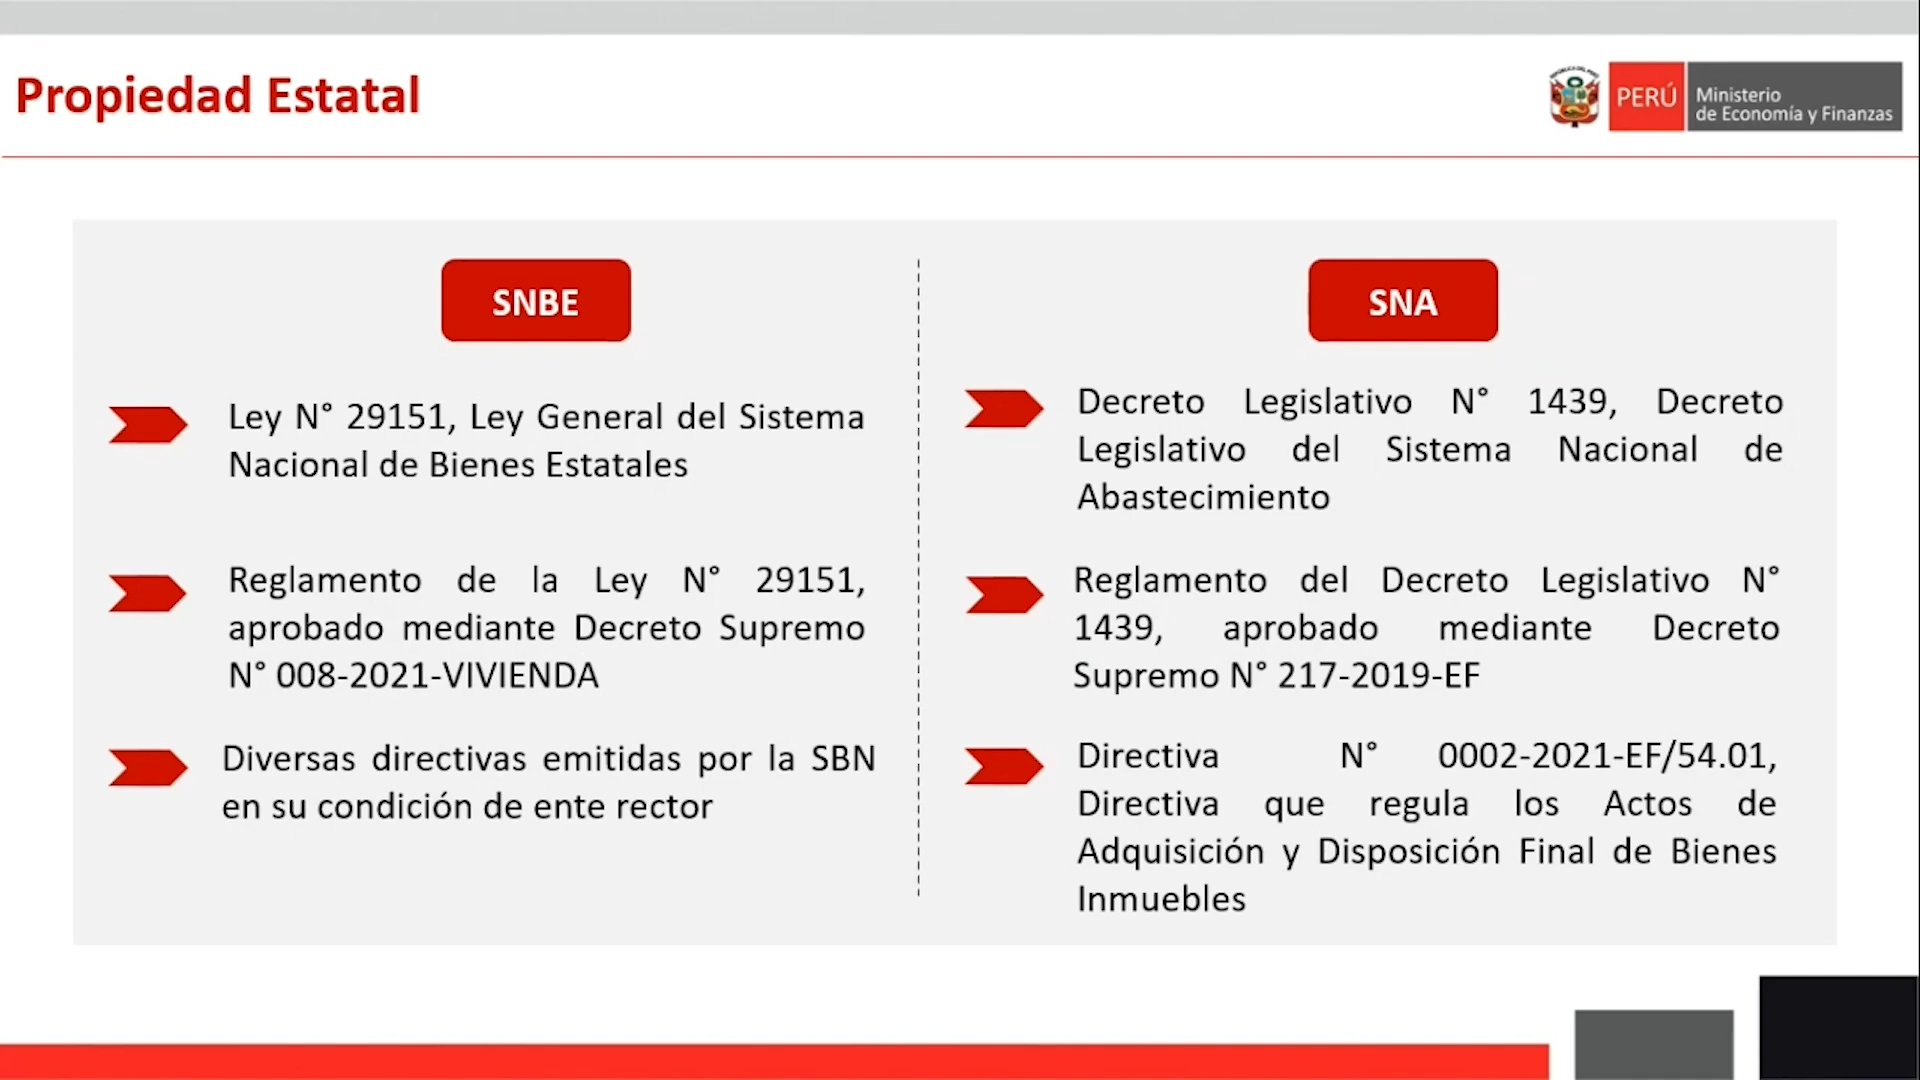 Propiedad Estatal
PERÚ
Ministerio
de Economía y Finanzas
SNBE
Ley N° 29151, Ley General del Sistema
Nacional de Bienes Estatales
Reglamento de la Ley N° 29151,
aprobado mediante Decreto Supremo
N° 008-2021-VIVIENDA
Diversas directivas emitidas por la SBN
en su condición de ente rector
SNA
Decreto Legislativo N° 1439, Decreto
Legislativo del Sistema Nacional de
Abastecimiento
Reglamento del Decreto Legislativo N°
1439, aprobado mediante Decreto
Supremo N° 217-2019-EF
Directiva N° 0002-2021-EF/54.01,
Directiva que regula los Actos de
Adquisición y Disposición Final de Bienes
Inmuebles